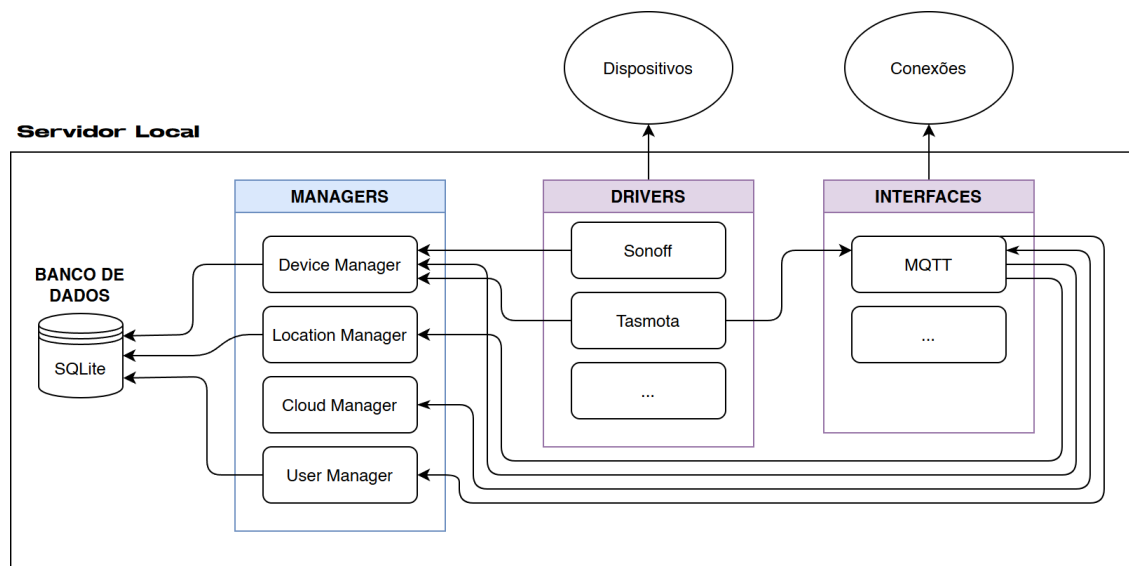 Dispositivos
Conexões
Servidor Local
MANAGERS
DRIVERS
INTERFACES
BANCO DE
DADOS
SQLite
Device Manager
Location Manager
Cloud Manager
User Manager
Sonoff
Tasmota
...
MQTT
...